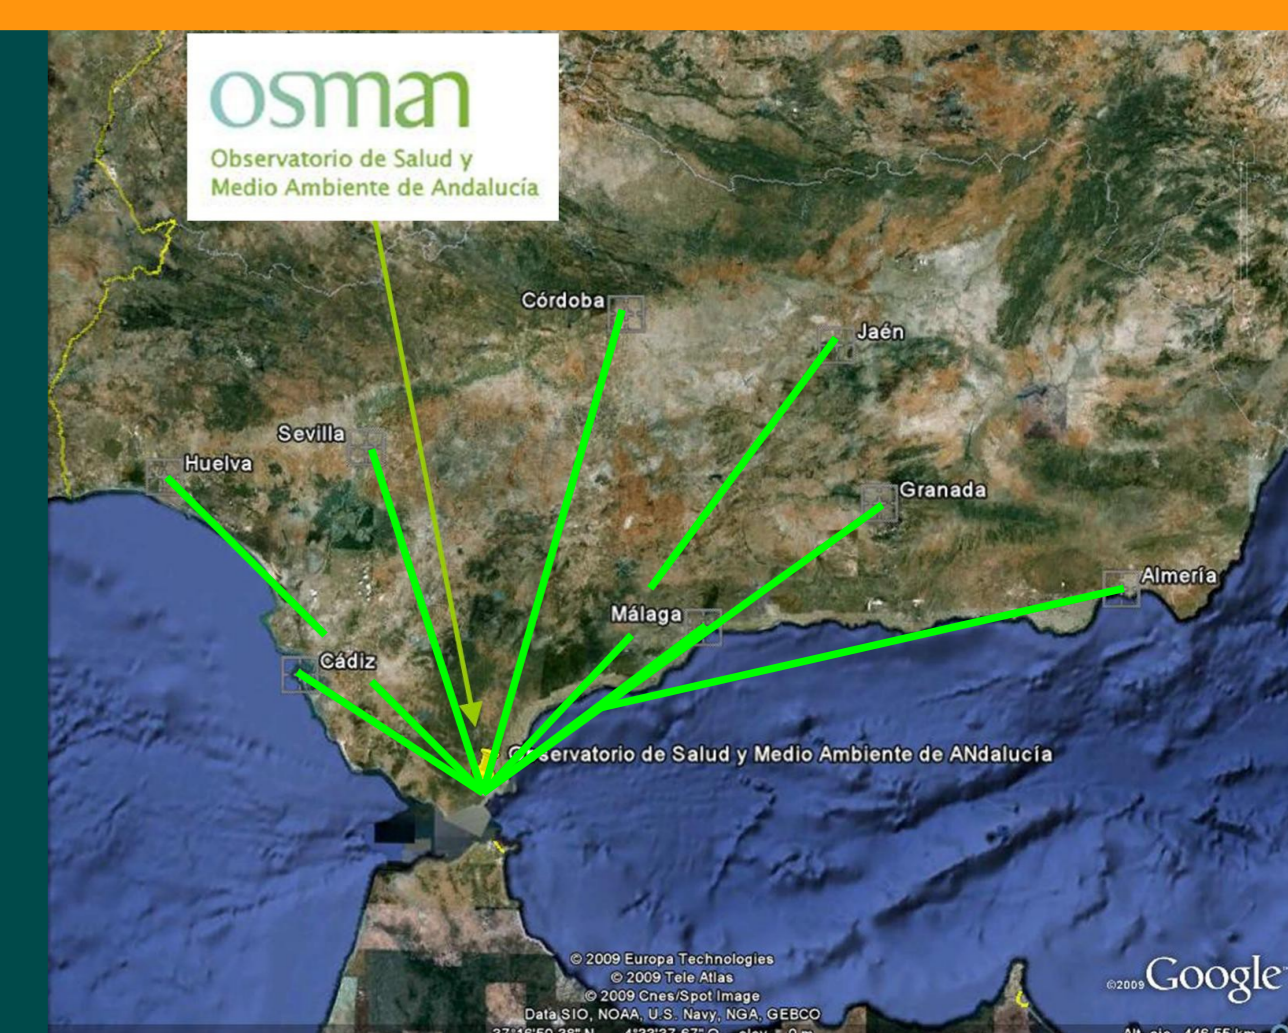 osman
Observatorio de Salud y
Medio Ambiente de Andalucía
Córdoba
Jaén
Sevilla
Huelva
Granada
Almería
Málaga
Cádiz
Observatorio de Salud y Medio Ambiente de ANdalucía
© 2009 Europa Technologies
© 2009 Tele Atlas
© 2009 Cnes/Spot Image
Data SIO, NOAA, U.S. Navy, NGA, GEBCO
©2009 Google